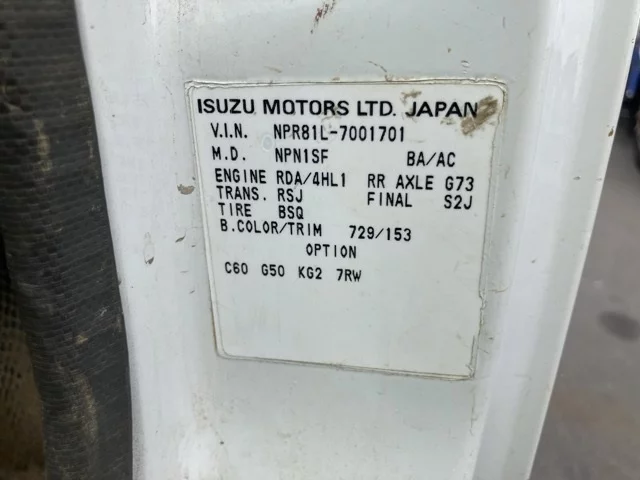 ISUZU MOTORS LTD. JAPAN
V.I.N. NPR81L-7001701
M.D. NPN1SF BA/AC
ENGINE RDA/4HL1 RR AXLE G73
TRANS. RSJ FINAL S2J
TIRE BSQ
B.COLOR/TRIM 729/153
OPTION
C60 G50 KG2 7RW